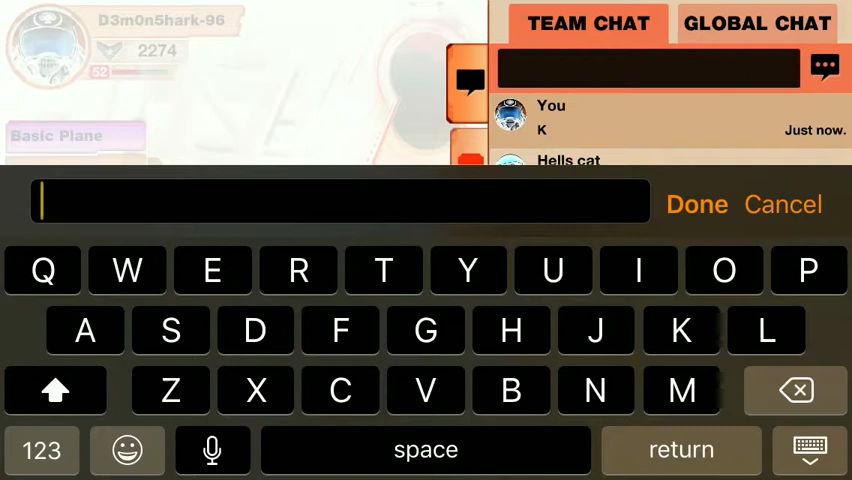 D3m0n5hark-96
2274
52
Basic Plane
TEAM CHAT
GLOBAL CHAT
You
K
Just now.
Hells cat
Done
Cancel
Q W E R T Y U I O P
A S D F G H J K L
Z X C V B N M
123
space
return